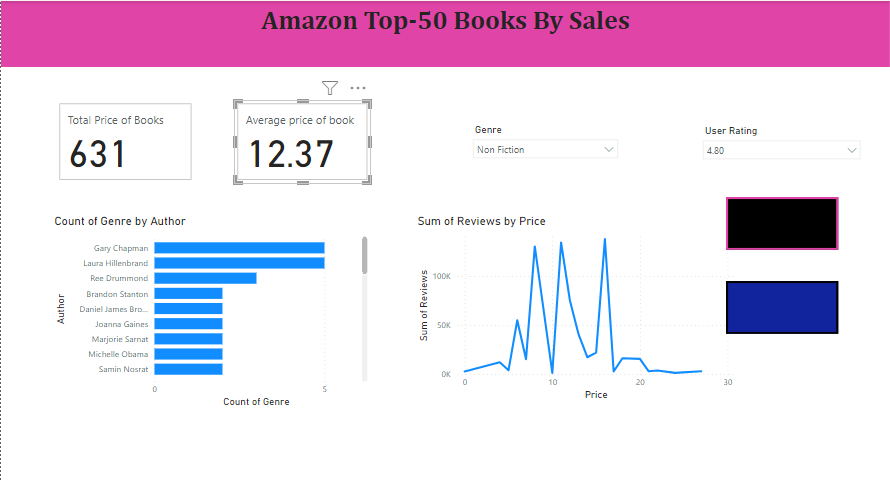 Amazon Top-50 Books By Sales
Total Price of Books
631
Average price of book
12.37
Genre
Non Fiction
User Rating
4.80
Count of Genre by Author
Author
Gary Chapman
Laura Hillenbrand
Ree Drummond
Brandon Stanton
Daniel James Bro...
Joanna Gaines
Marjorie Sarnat
Michelle Obama
Samin Nosrat
0
5
Count of Genre
Sum of Reviews by Price
Sum of Reviews
100K
50K
0K
0
10
20
30
Price